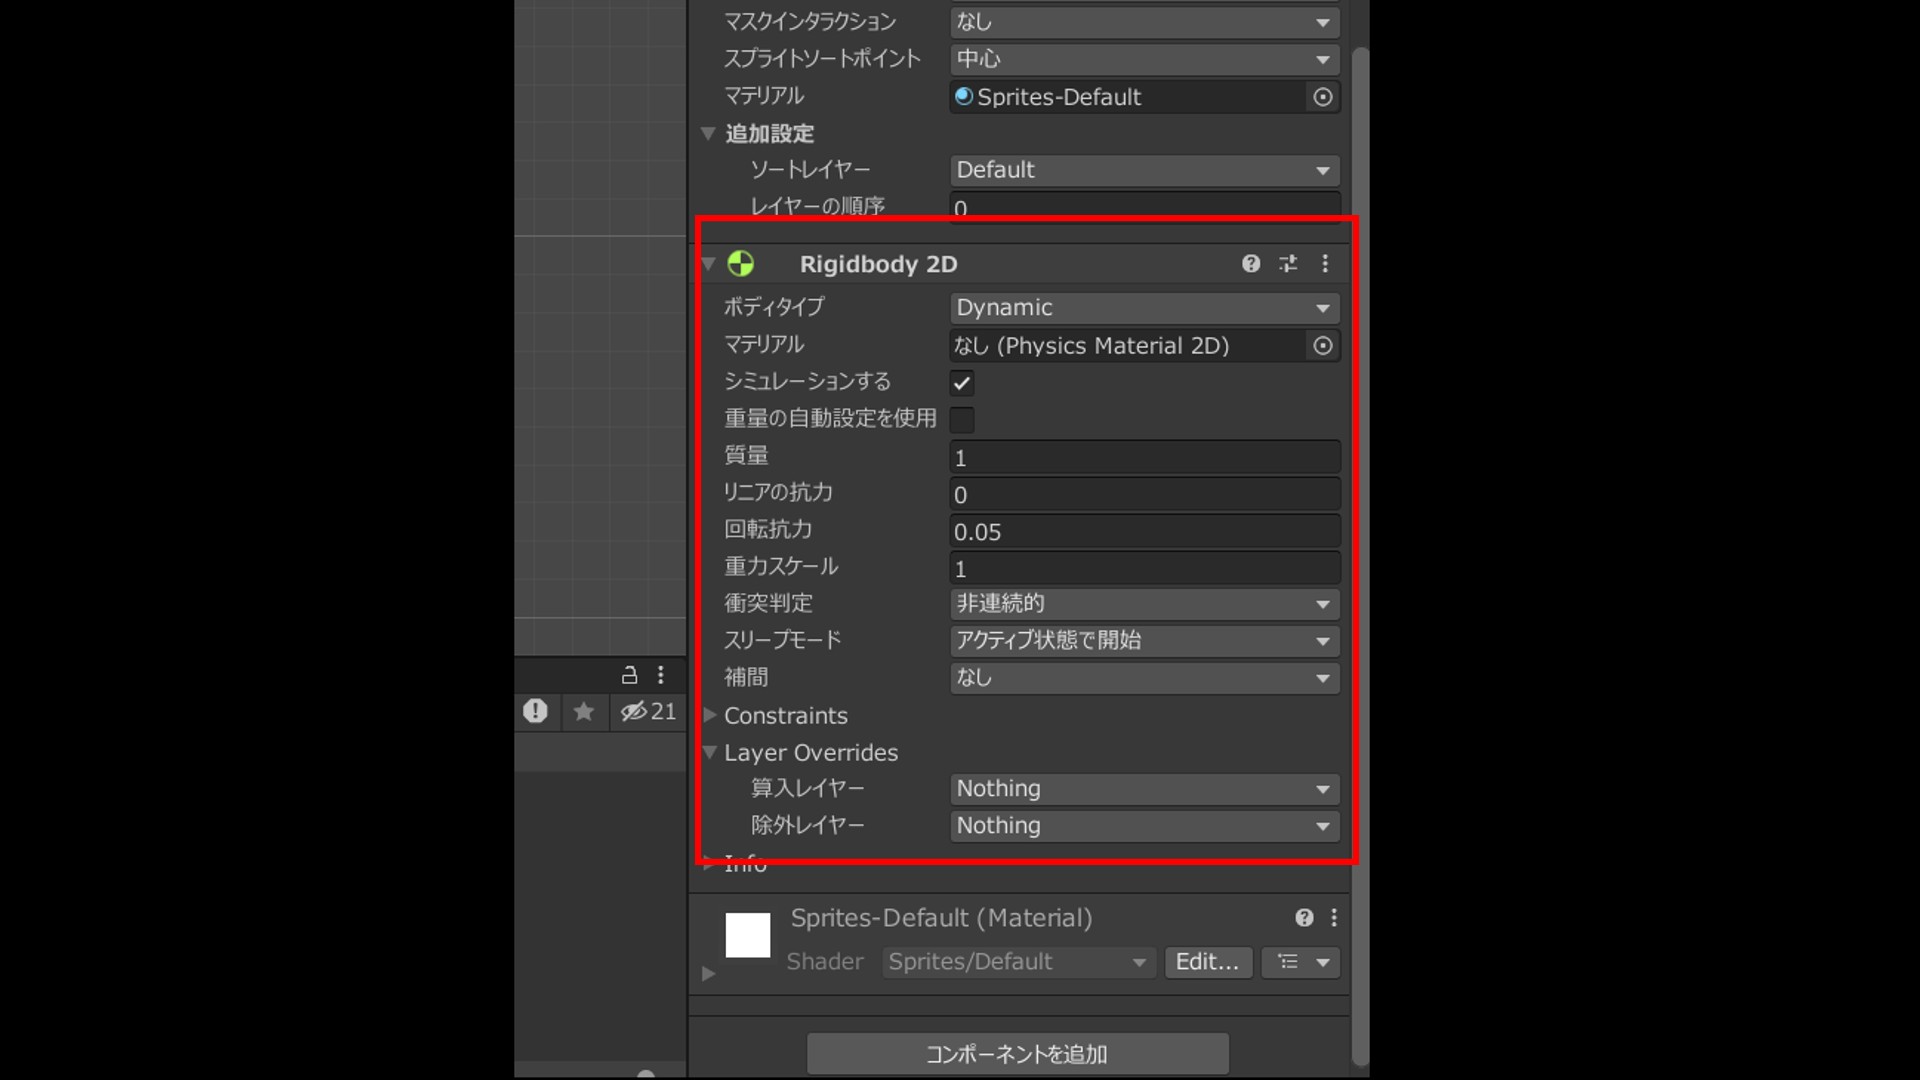 マスクインタラクション なし
スプライトソートポイント 中心
マテリアル Sprites-Default
追加設定
ソートレイヤー Default
レイヤーの順序 0
Rigidbody 2D
ボディタイプ Dynamic
マテリアル なし (Physics Material 2D)
シミュレーションする
重量の自動設定を使用
質量 1
リニアの抗力 0
回転抗力 0.05
重力スケール 1
衝突判定 非連続的
スリープモード アクティブ状態で開始
補間 なし
21
Constraints
Layer Overrides
算入レイヤー Nothing
除外レイヤー Nothing
Info
Sprites-Default (Material)
Shader Sprites/Default Edit...
コンポーネントを追加